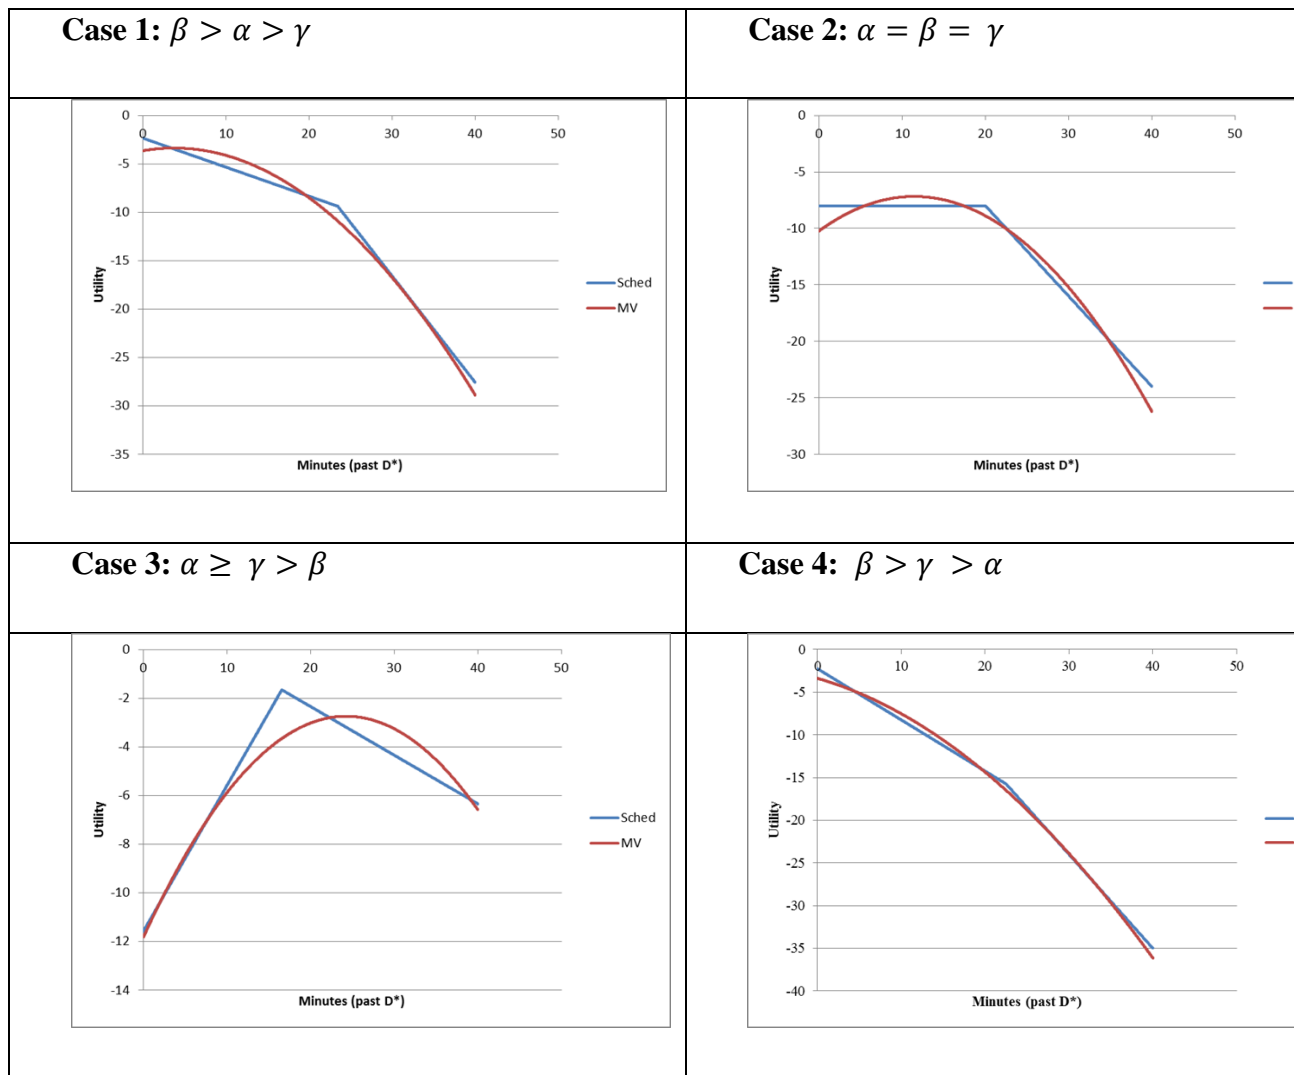 Case 1: β > α > γ
Case 2: α = β = γ
0
0 10 20 30 40 50
-5
-10
-15
-20
-25
-30
-35
Utility
Minutes (past D*)
Sched
MV
0
0 10 20 30 40 50
-5
-10
-15
-20
-25
-30
Utility
Minutes (past D*)
Case 3: α ≥ γ > β
Case 4: β > γ > α
0
0 10 20 30 40 50
-2
-4
-6
-8
-10
-12
-14
Utility
Minutes (past D*)
Sched
MV
0
0 10 20 30 40 50
-5
-10
-15
-20
-25
-30
-35
-40
Utility
Minutes (past D*)